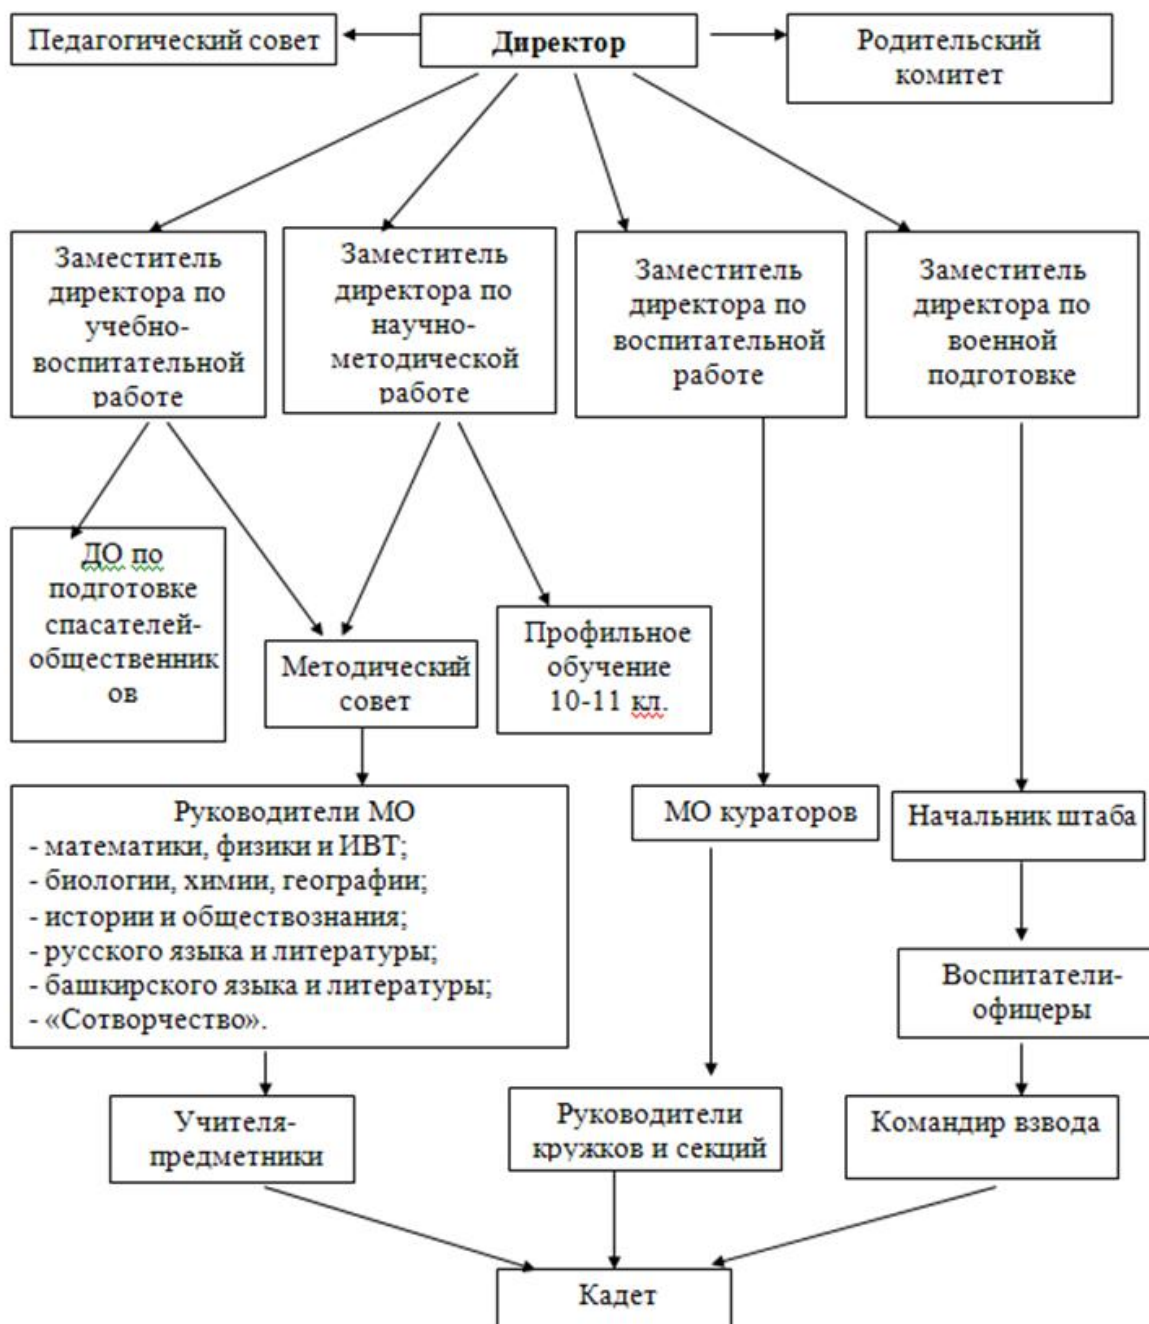 Педагогический совет
Директор
Родительский
комитет
Заместитель
директора по
учебно-
воспитательной
работе
Заместитель
директора по
научно-
методической
работе
Заместитель
директора по
воспитательной
работе
Заместитель
директора по
военной
подготовке
ДО по
подготовке
спасателей-
общественник
ов
Методический
совет
Профильное
обучение
10-11 кл.
Руководители МО
- математики, физики и ИВТ;
- биологии, химии, географии;
- истории и обществознания;
- русского языка и литературы;
- башкирского языка и литературы;
- «Сотворчество».
МО кураторов
Начальник штаба
Воспитатели-
офицеры
Учителя-
предметники
Руководители
кружков и секций
Командир взвода
Кадет